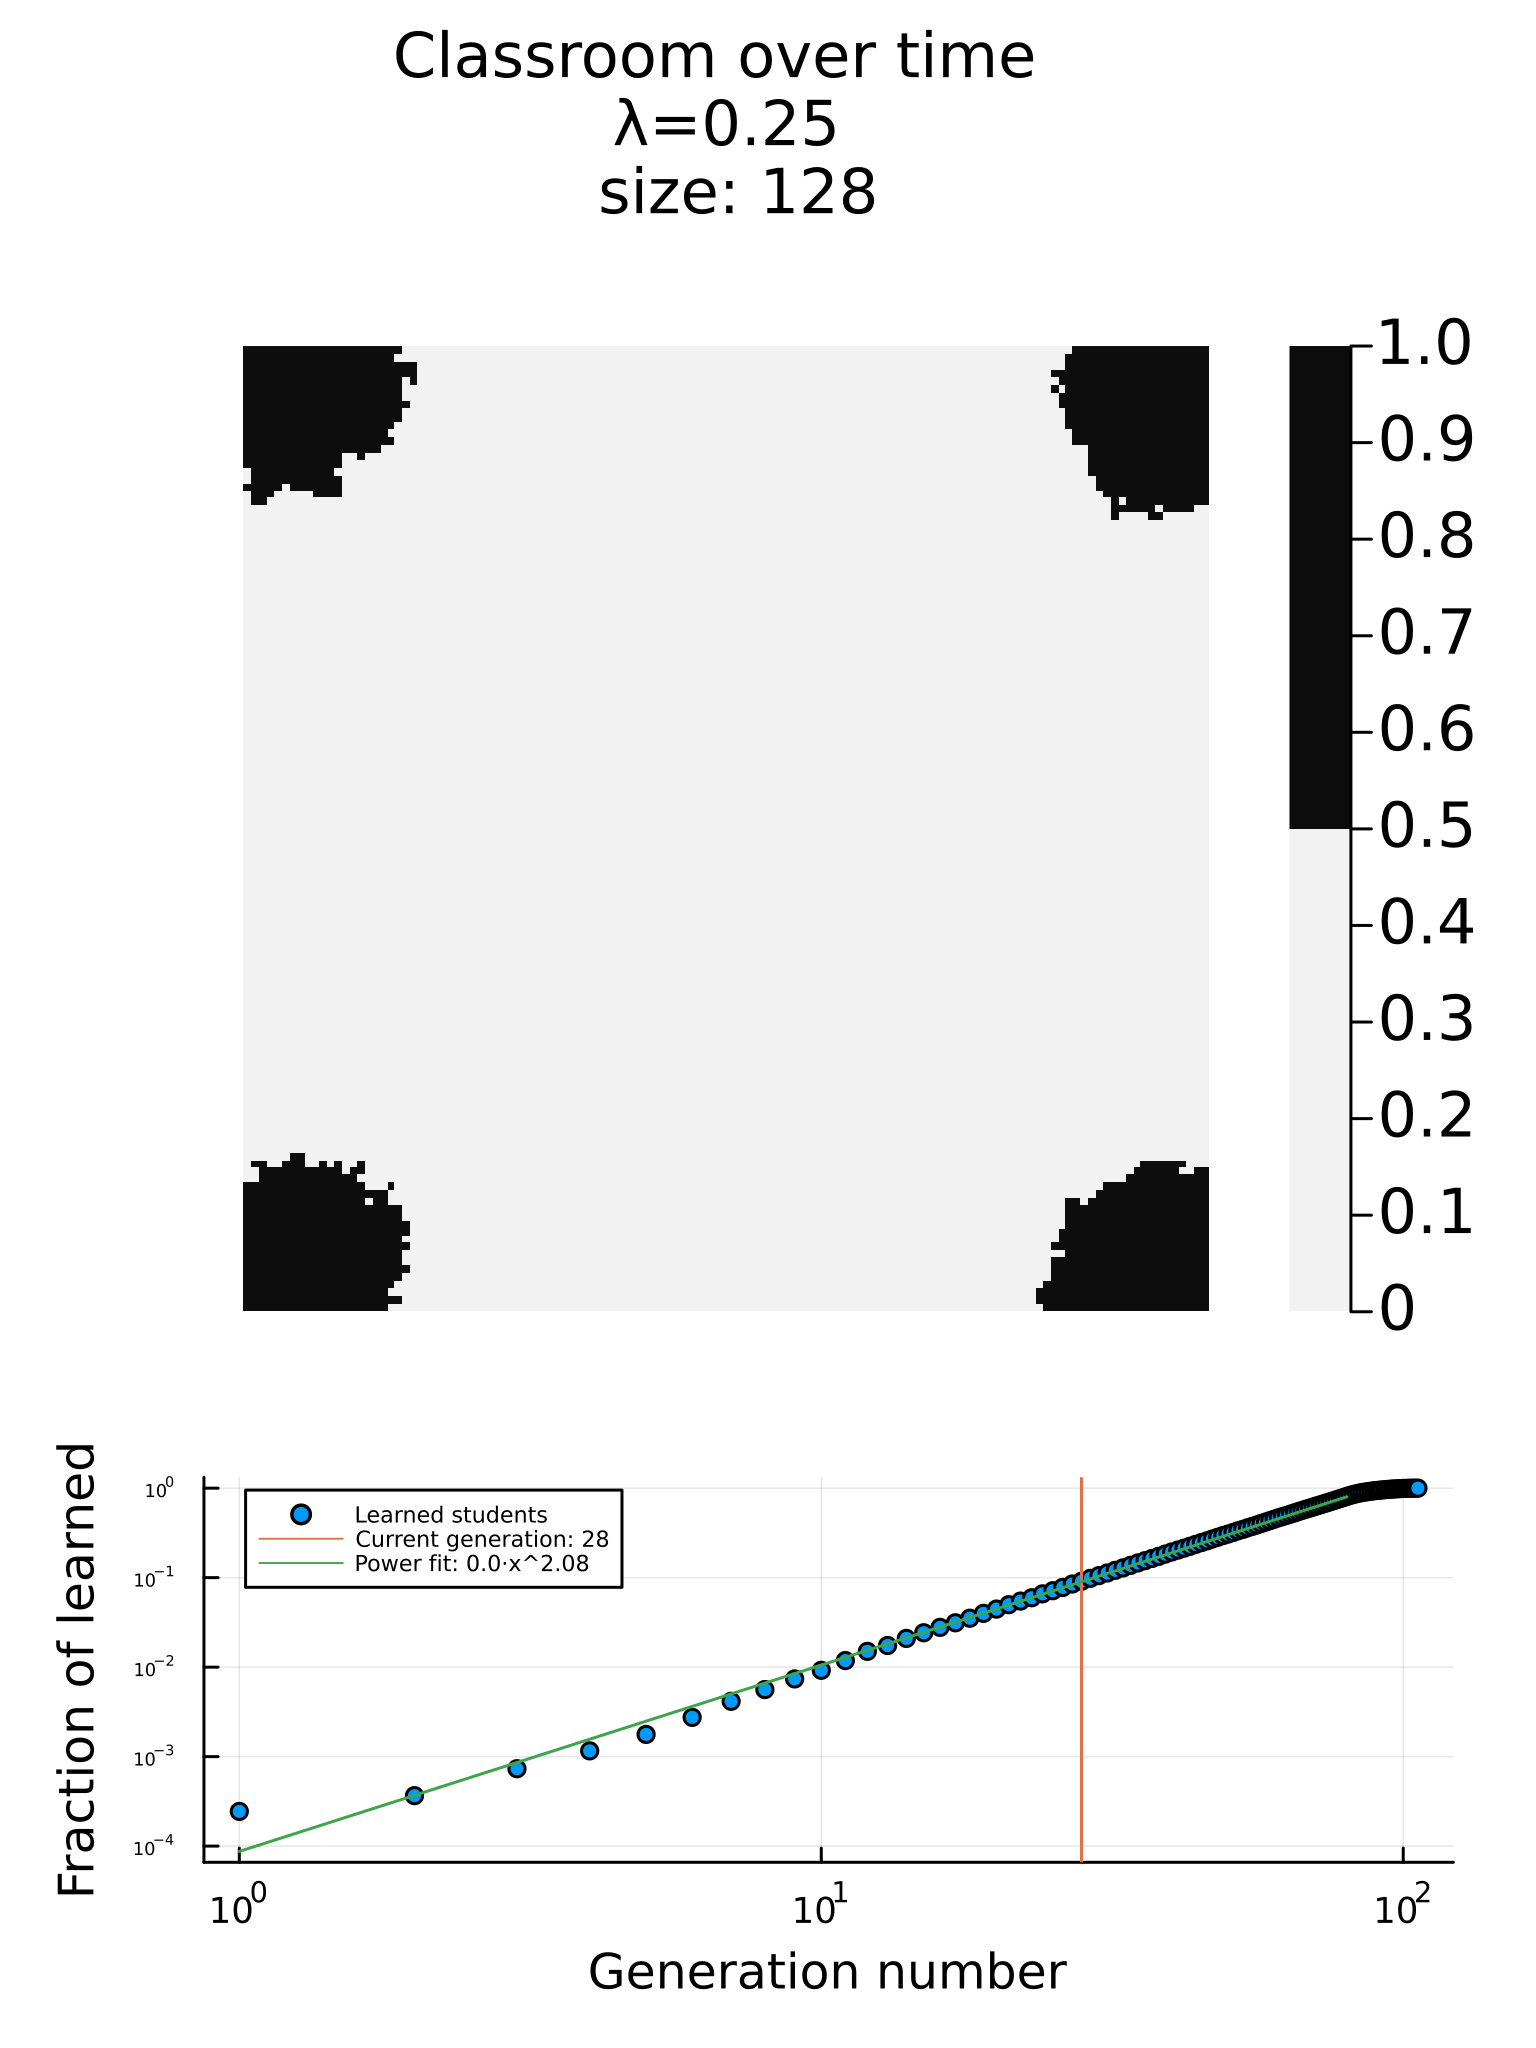 Classroom over time
λ=0.25
size: 128
1.0
0.9
0.8
0.7
0.6
0.5
0.4
0.3
0.2
0.1
0
Fraction of learned
10⁰
10⁻¹
10⁻²
10⁻³
10⁻⁴
Learned students
Current generation: 28
Power fit: 0.0·x^2.08
10⁰ 10¹ 10²
Generation number